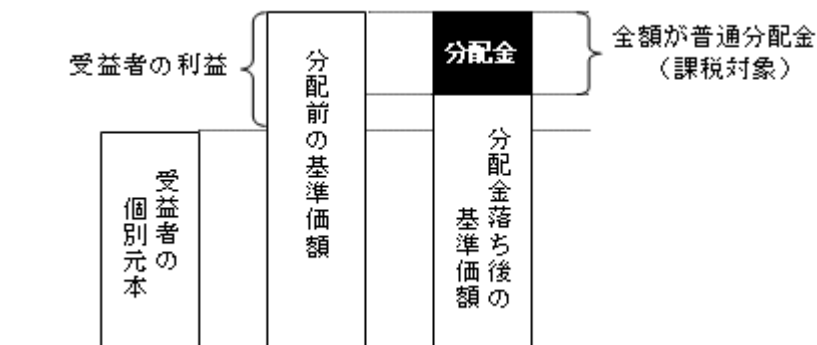 受益者の利益
受益者の
個別元本
分配前の基準価額
分配金
分配金落ち後の
基準価額
全額が普通分配金
（課税対象）